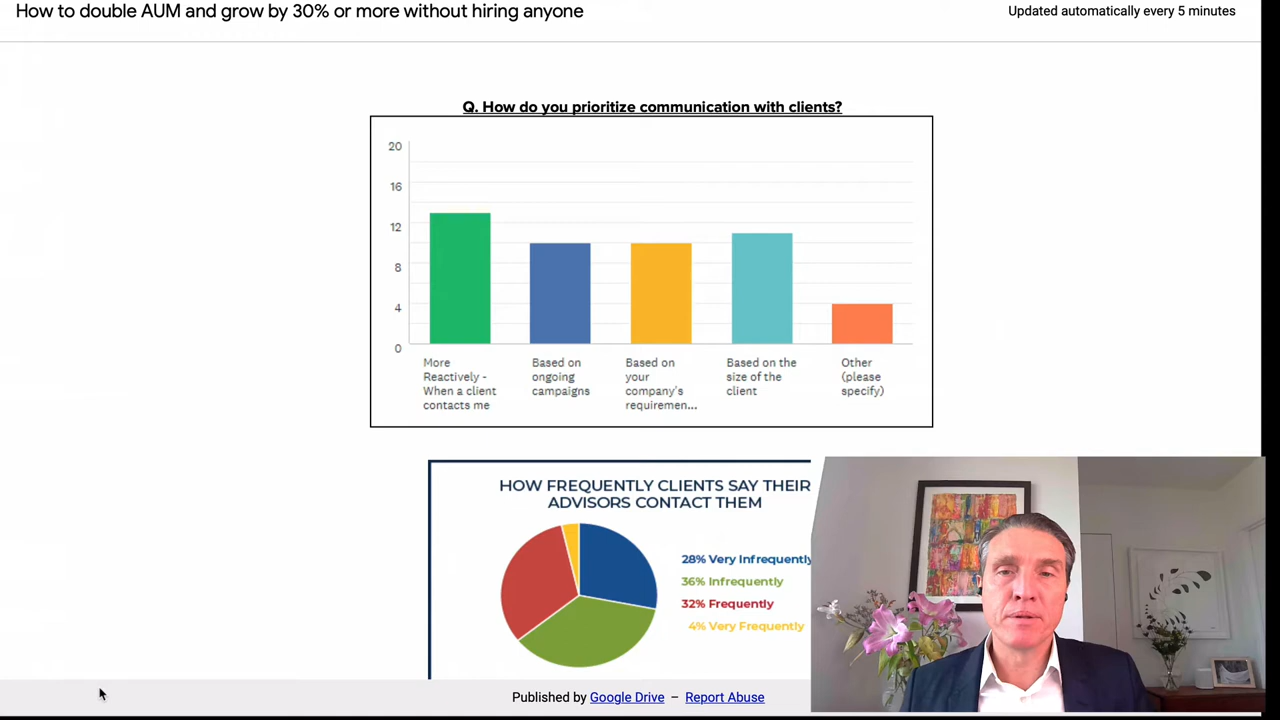 How to double AUM and grow by 30% or more without hiring anyone
Updated automatically every 5 minutes
Q. How do you prioritize communication with clients?
20
16
12
8
4
0
More
Reactively -
When a client
contacts me
Based on
ongoing
campaigns
Based on
your
company's
requiremen...
Based on the
size of the
client
Other
(please
specify)
HOW FREQUENTLY CLIENTS SAY THEIR
ADVISORS CONTACT THEM
28% Very Infrequently
36% Infrequently
32% Frequently
4% Very Frequently
Published by Google Drive – Report Abuse